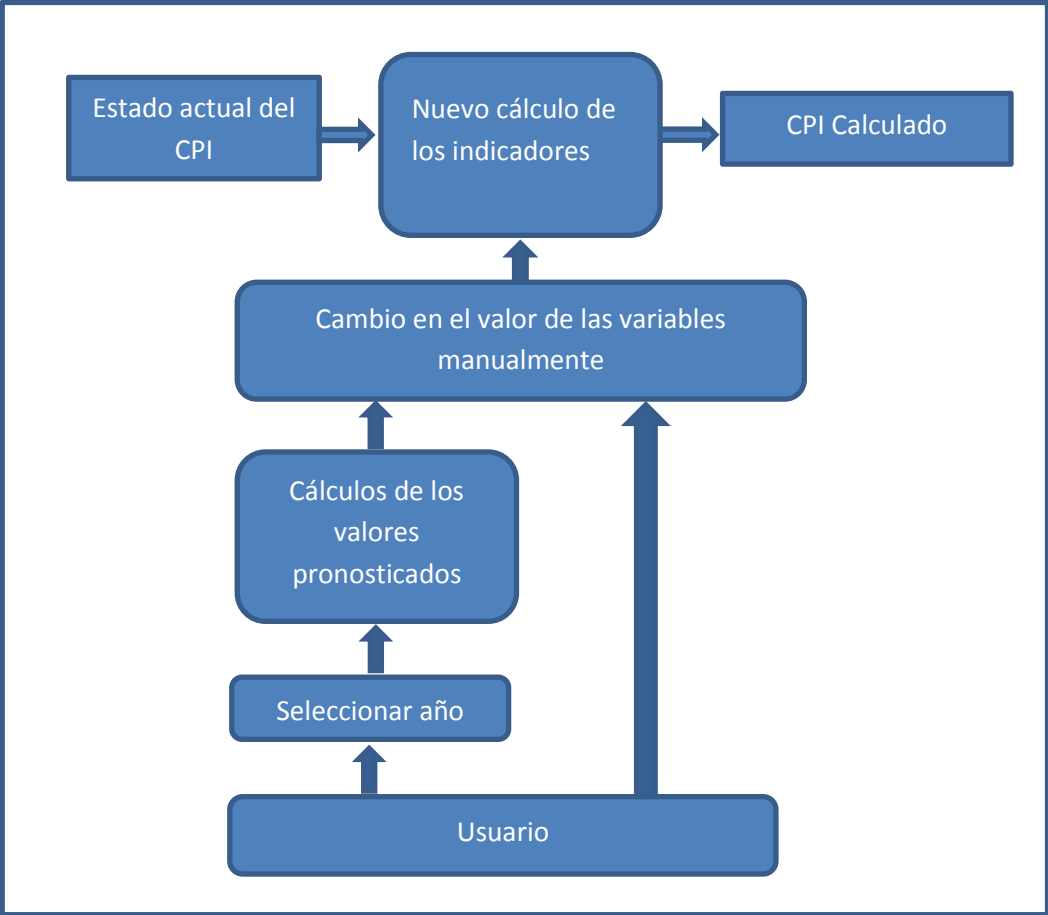 Estado actual del
CPI
Nuevo cálculo de
los indicadores
CPI Calculado
Cambio en el valor de las variables
manualmente
Cálculos de los
valores
pronosticados
Seleccionar año
Usuario